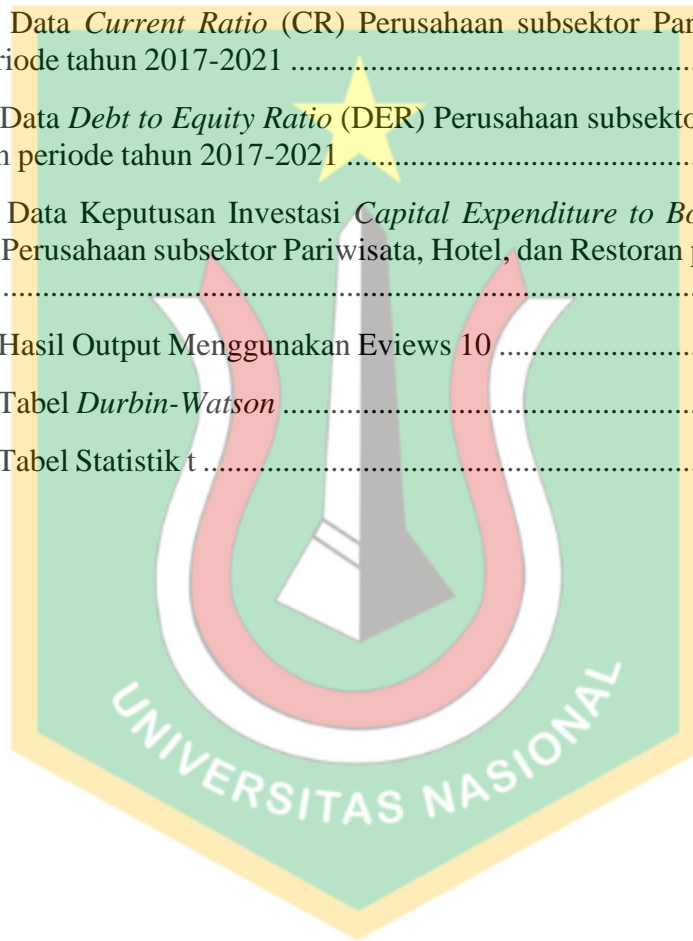 Data Current Ratio (CR) Perusahaan subsektor Par
riode tahun 2017-2021 ..........................................................
Data Debt to Equity Ratio (DER) Perusahaan subsekto
n periode tahun 2017-2021 ..................................................
Data Keputusan Investasi Capital Expenditure to Bo
Perusahaan subsektor Pariwisata, Hotel, dan Restoran p
....................................................................................................
Hasil Output Menggunakan Eviews 10 ............................
Tabel Durbin-Watson ............................................................
Tabel Statistik t .........................................................................
UNIVERSITAS NASIONAL